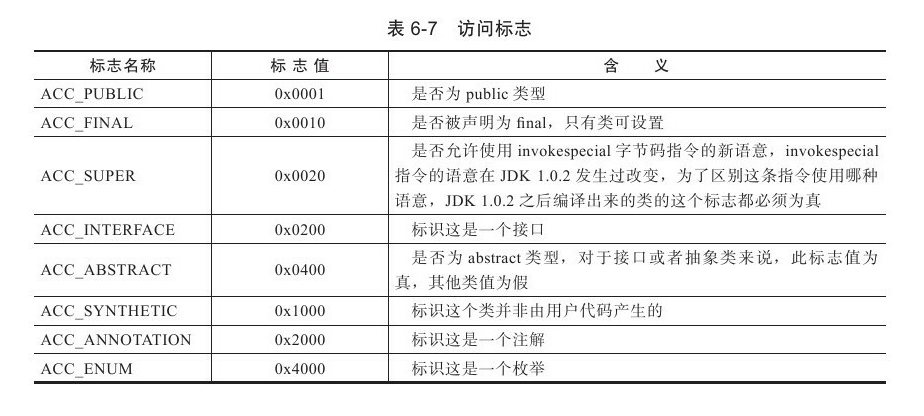 表 6-7 访问标志
标志名称 标 志 值 含 义
ACC_PUBLIC 0x0001 是否为 public 类型
ACC_FINAL 0x0010 是否被声明为 final，只有类可设置
ACC_SUPER 0x0020 是否允许使用 invokespecial 字节码指令的新语意，invokespecial
指令的语意在 JDK 1.0.2 发生过改变，为了区别这条指令使用哪种
语意，JDK 1.0.2 之后编译出来的类的这个标志都必须为真
ACC_INTERFACE 0x0200 标识这是一个接口
ACC_ABSTRACT 0x0400 是否为 abstract 类型，对于接口或者抽象类来说，此标志值为
真，其他类值为假
ACC_SYNTHETIC 0x1000 标识这个类并非由用户代码产生的
ACC_ANNOTATION 0x2000 标识这是一个注解
ACC_ENUM 0x4000 标识这是一个枚举